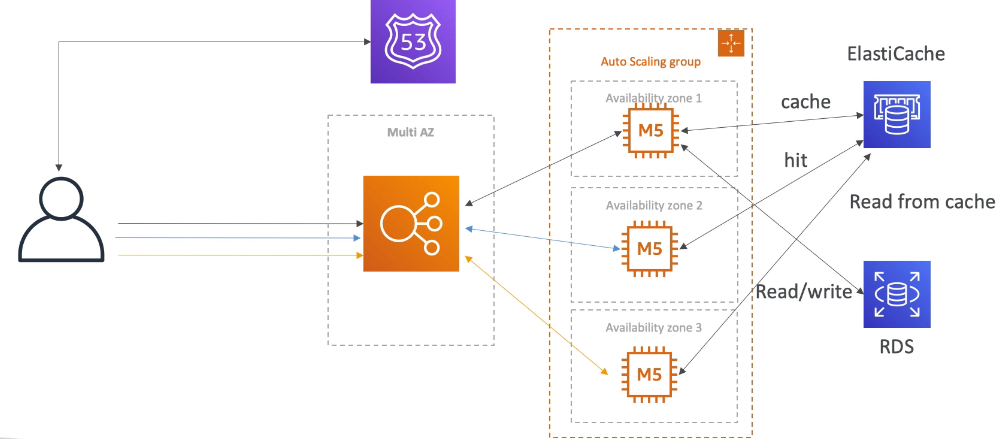 53
ElastiCache
Auto Scaling group
Availability zone 1
cache
Multi AZ
M5
hit
Availability zone 2
Read from cache
M5
Read/write
Availability zone 3
RDS
M5